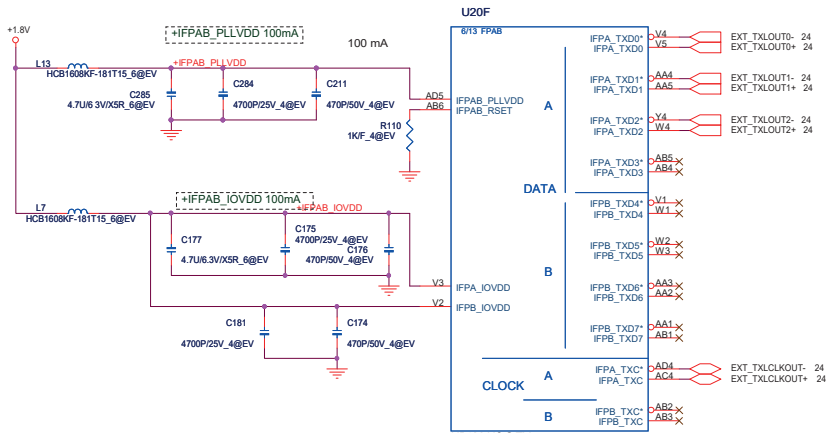 U20F
+1.8V
+IFPAB_PLLVDD 100mA
100 mA
6/13 FPAB
L13
HCB1608KF-181T15_6@EV
+IFPAB_PLLVDD
C285
4.7U/6 3V/X5R_6@EV
C284
4700P/25V_4@EV
C211
470P/50V_4@EV
AD5 IFPAB_PLLVDD
AB6 IFPAB_RSET
R110
1K/F_4@EV
L7
HCB1608KF-181T15_6@EV
+IFPAB_IOVDD 100mA
+IFPAB_IOVDD
C177
4.7U/6.3V/X5R_6@EV
C175
4700P/25V_4@EV
C176
470P/50V_4@EV
V3 IFPA_IOVDD
V2 IFPB_IOVDD
C181
4700P/25V_4@EV
C174
470P/50V_4@EV
A
DATA
B
CLOCK
A
B
IFPA_TXD0* V4 EXT_TXLOUT0- 24
IFPA_TXD0 V5 EXT_TXLOUT0+ 24
IFPA_TXD1* AA4 EXT_TXLOUT1- 24
IFPA_TXD1 AA5 EXT_TXLOUT1+ 24
IFPA_TXD2* Y4 EXT_TXLOUT2- 24
IFPA_TXD2 W4 EXT_TXLOUT2+ 24
IFPA_TXD3* AB5
IFPA_TXD3 AB4
IFPB_TXD4* V1
IFPB_TXD4 W1
IFPB_TXD5* W2
IFPB_TXD5 W3
IFPB_TXD6* AA3
IFPB_TXD6 AA2
IFPB_TXD7* AA1
IFPB_TXD7 AB1
IFPA_TXC* AD4 EXT_TXLCLKOUT- 24
IFPA_TXC AC4 EXT_TXLCLKOUT+ 24
IFPB_TXC* AB2
IFPB_TXC AB3